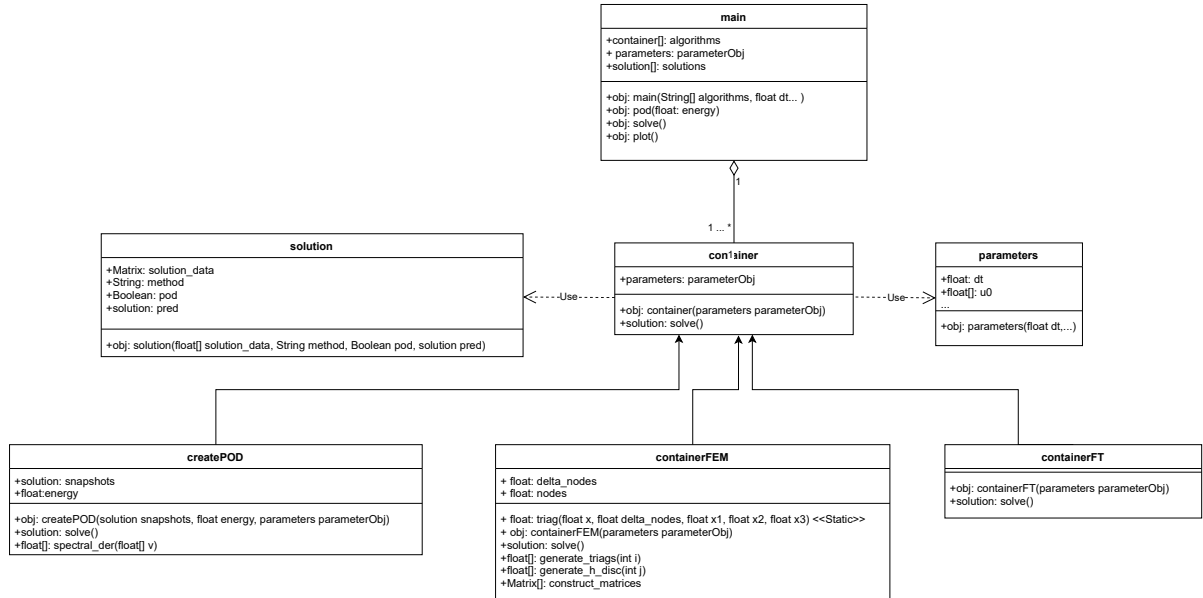 main
+container[]: algorithms
+ parameters: parameterObj
+solution[]: solutions
+obj: main(String[] algorithms, float dt... )
+obj: pod(float: energy)
+obj: solve()
+obj: plot()
1
1 ... *
solution
+Matrix: solution_data
+String: method
+Boolean: pod
+solution: pred
+obj: solution(float[] solution_data, String method, Boolean pod, solution pred)
Use
container
1
+parameters: parameterObj
+obj: container(parameters parameterObj)
+solution: solve()
Use
parameters
+float: dt
+float[]: u0
...
+obj: parameters(float dt,...)
createPOD
+solution: snapshots
+float:energy
+obj: createPOD(solution snapshots, float energy, parameters parameterObj)
+solution: solve()
+float[]: spectral_der(float[] v)
containerFEM
+ float: delta_nodes
+ float: nodes
+ float: triag(float x, float delta_nodes, float x1, float x2, float x3) <<Static>>
+ obj: containerFEM(parameters parameterObj)
+solution: solve()
+float[]: generate_triags(int i)
+float[]: generate_h_disc(int j)
+Matrix[]: construct_matrices
containerFT
+obj: containerFT(parameters parameterObj)
+solution: solve()